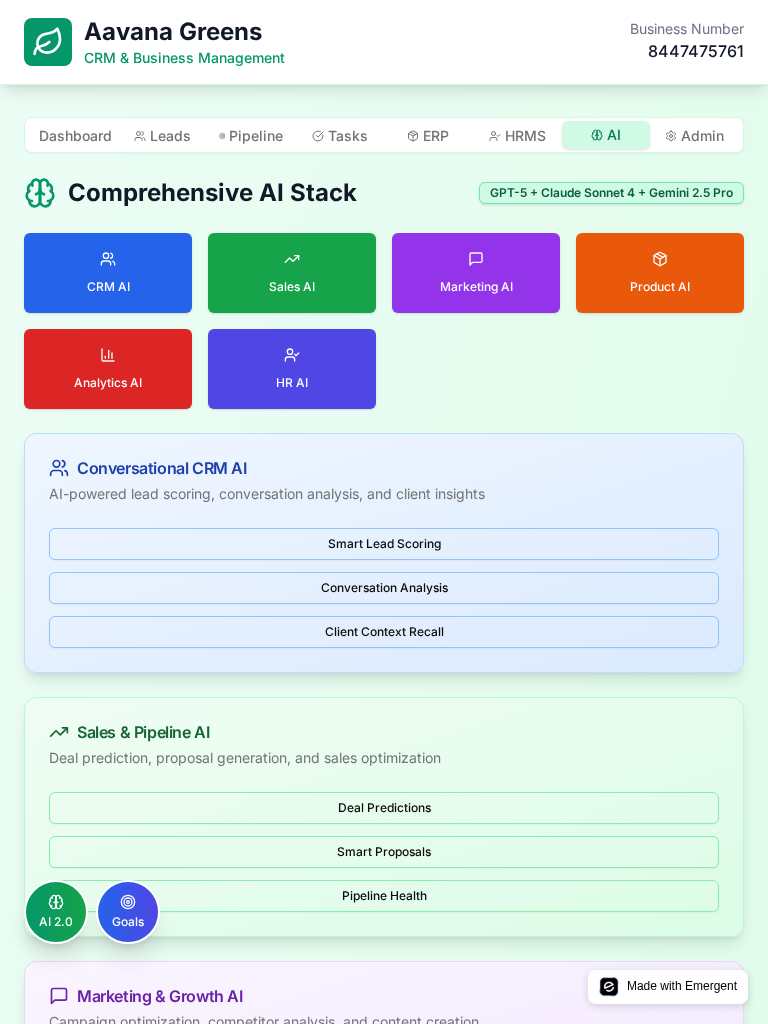 Aavana Greens
CRM & Business Management
Business Number
8447475761
Dashboard
Leads
Pipeline
Tasks
ERP
HRMS
AI
Admin
Comprehensive AI Stack
GPT-5 + Claude Sonnet 4 + Gemini 2.5 Pro
CRM AI
Sales AI
Marketing AI
Product AI
Analytics AI
HR AI
Conversational CRM AI
AI-powered lead scoring, conversation analysis, and client insights
Smart Lead Scoring
Conversation Analysis
Client Context Recall
Sales & Pipeline AI
Deal prediction, proposal generation, and sales optimization
Deal Predictions
Smart Proposals
Pipeline Health
AI 2.0
Goals
Marketing & Growth AI
Campaign optimization, competitor analysis, and content creation
Made with Emergent